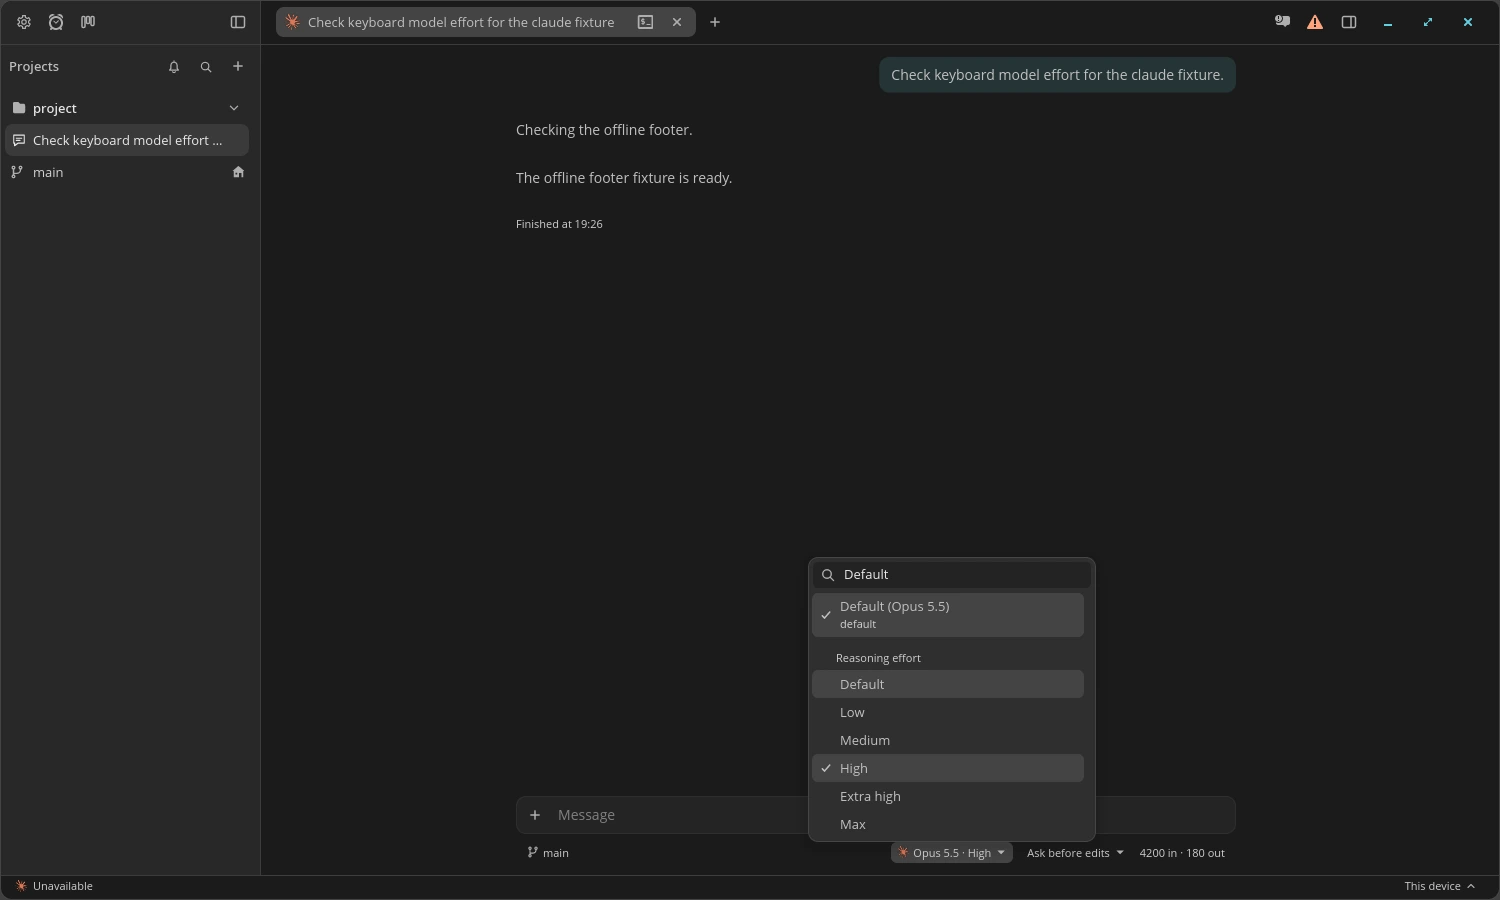 Check keyboard model effort for the claude fixture
Projects
project
Check keyboard model effort ...
main
Check keyboard model effort for the claude fixture.
Checking the offline footer.
The offline footer fixture is ready.
Finished at 19:26
Default
Default (Opus 5.5)
default
Reasoning effort
Default
Low
Medium
High
Extra high
Max
Message
main
Opus 5.5 · High
Ask before edits
4200 in · 180 out
Unavailable
This device